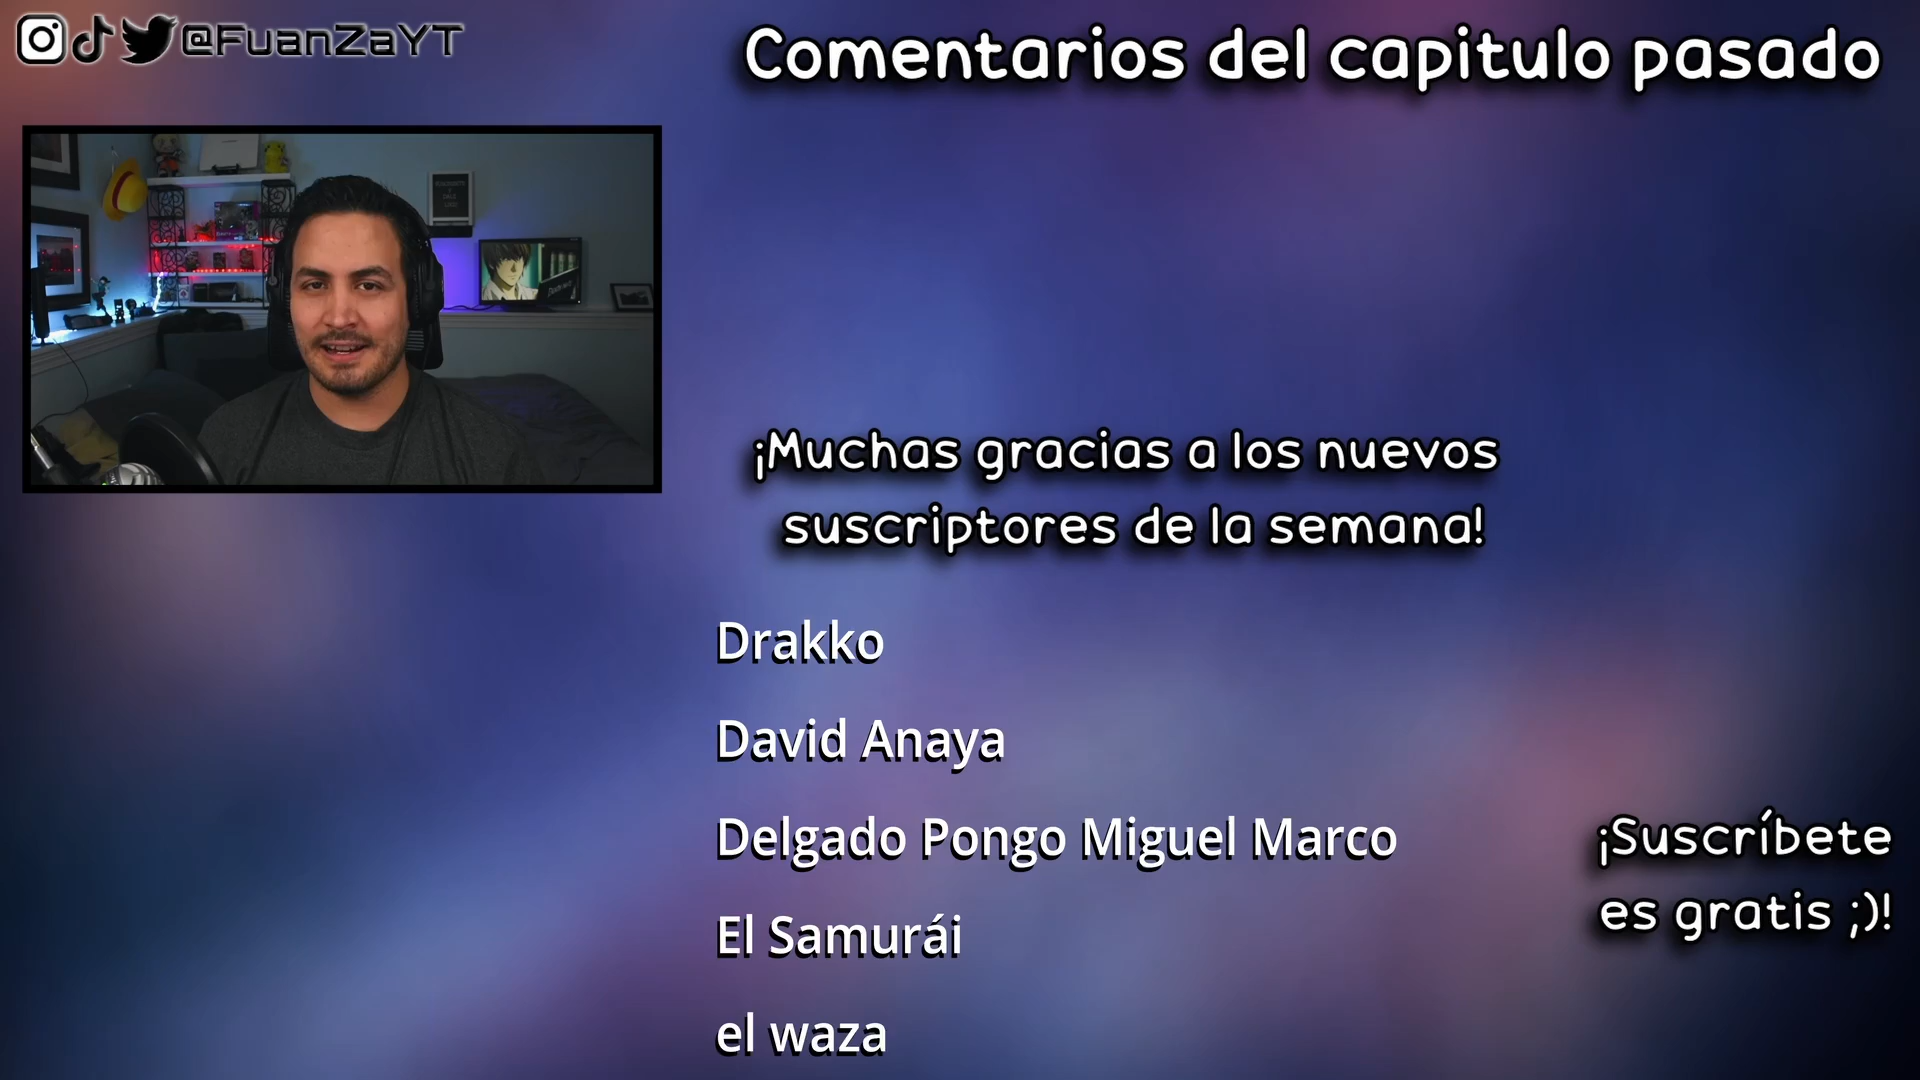 @FuanZaYT
Comentarios del capitulo pasado
¡Muchas gracias a los nuevos
suscriptores de la semana!
Drakko
David Anaya
Delgado Pongo Miguel Marco
El Samurái
el waza
¡Suscríbete
es gratis ;)!